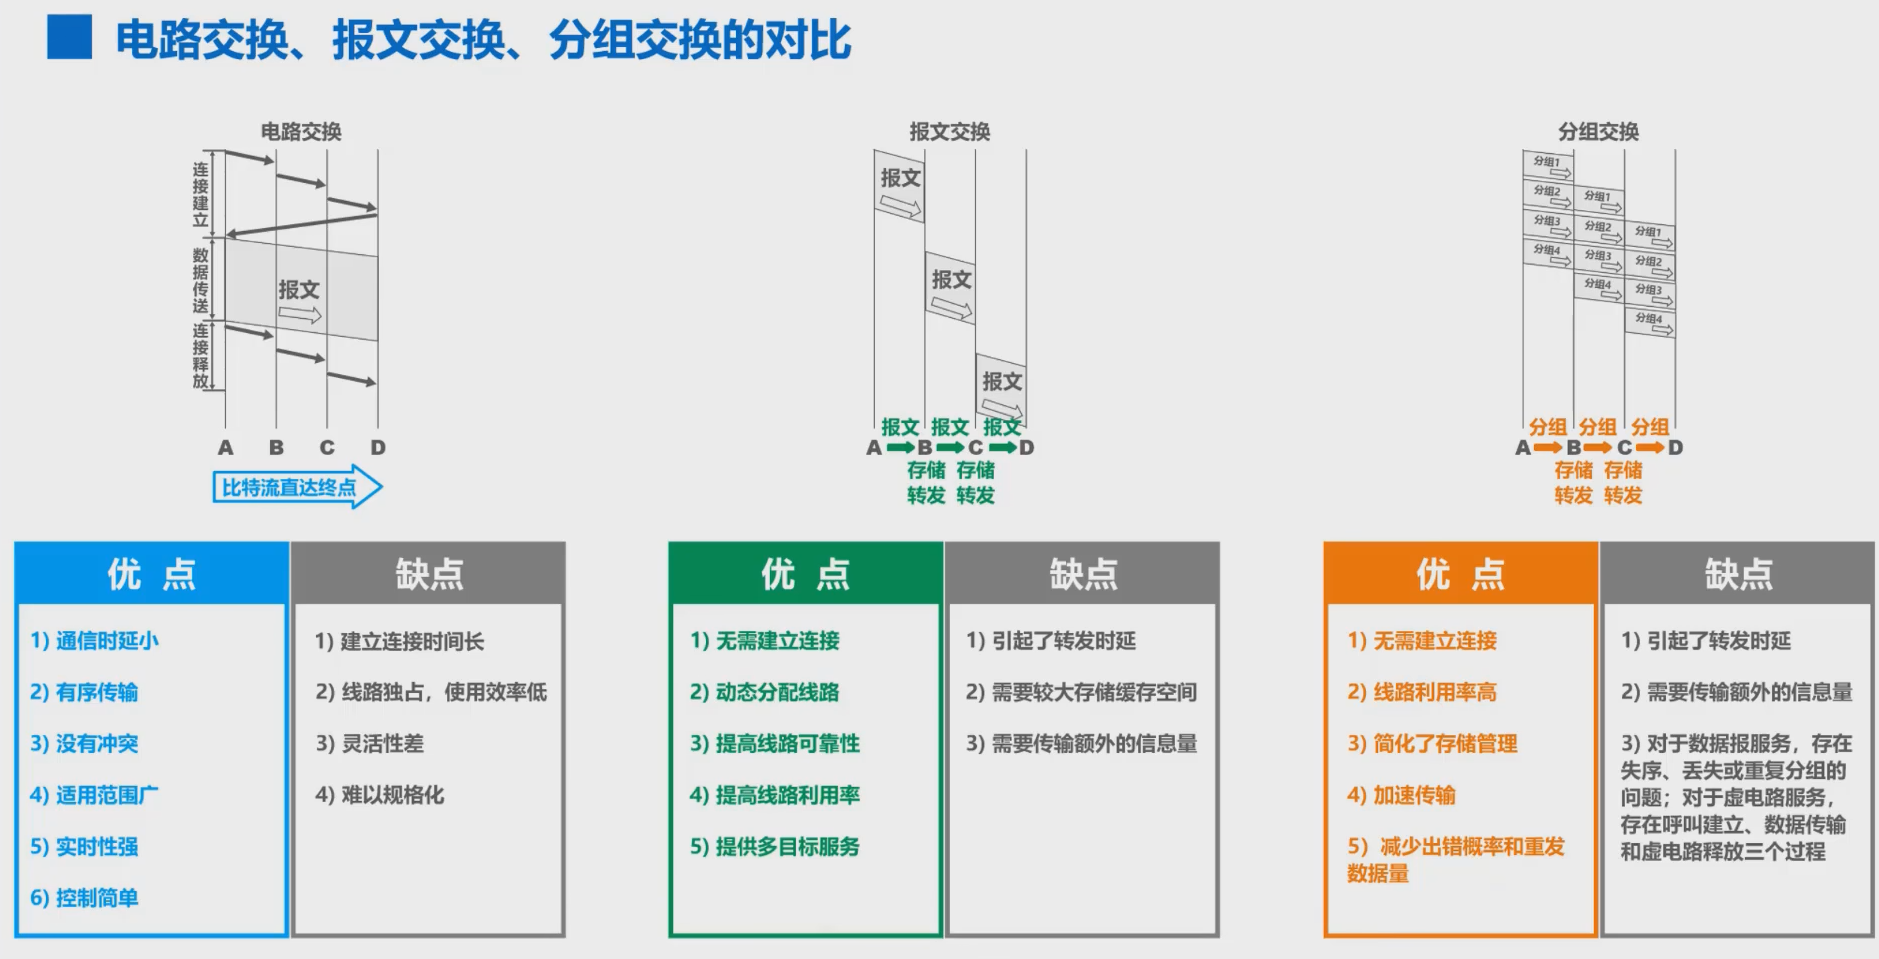 电路交换、报文交换、分组交换的对比
电路交换
连接建立
数据传送
连接释放
报文
A B C D
比特流直达终点
报文交换
报文
报文
报文
报文 报文 报文
A B C D
存储 存储
转发 转发
分组交换
分组1
分组2 分组1
分组3 分组2 分组1
分组4 分组3 分组2
分组4 分组3
分组4
分组 分组 分组
A B C D
存储 存储
转发 转发
优 点
1) 通信时延小
2) 有序传输
3) 没有冲突
4) 适用范围广
5) 实时性强
6) 控制简单
缺点
1) 建立连接时间长
2) 线路独占，使用效率低
3) 灵活性差
4) 难以规格化
优 点
1) 无需建立连接
2) 动态分配线路
3) 提高线路可靠性
4) 提高线路利用率
5) 提供多目标服务
缺点
1) 引起了转发时延
2) 需要较大存储缓存空间
3) 需要传输额外的信息量
优 点
1) 无需建立连接
2) 线路利用率高
3) 简化了存储管理
4) 加速传输
5) 减少出错概率和重发
数据量
缺点
1) 引起了转发时延
2) 需要传输额外的信息量
3) 对于数据报服务，存在
失序、丢失或重复分组的
问题；对于虚电路服务，
存在呼叫建立、数据传输
和虚电路释放三个过程